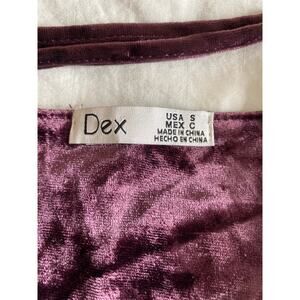 Dex
USA S
MEX C
MADE IN CHINA
HECHO EN CHINA